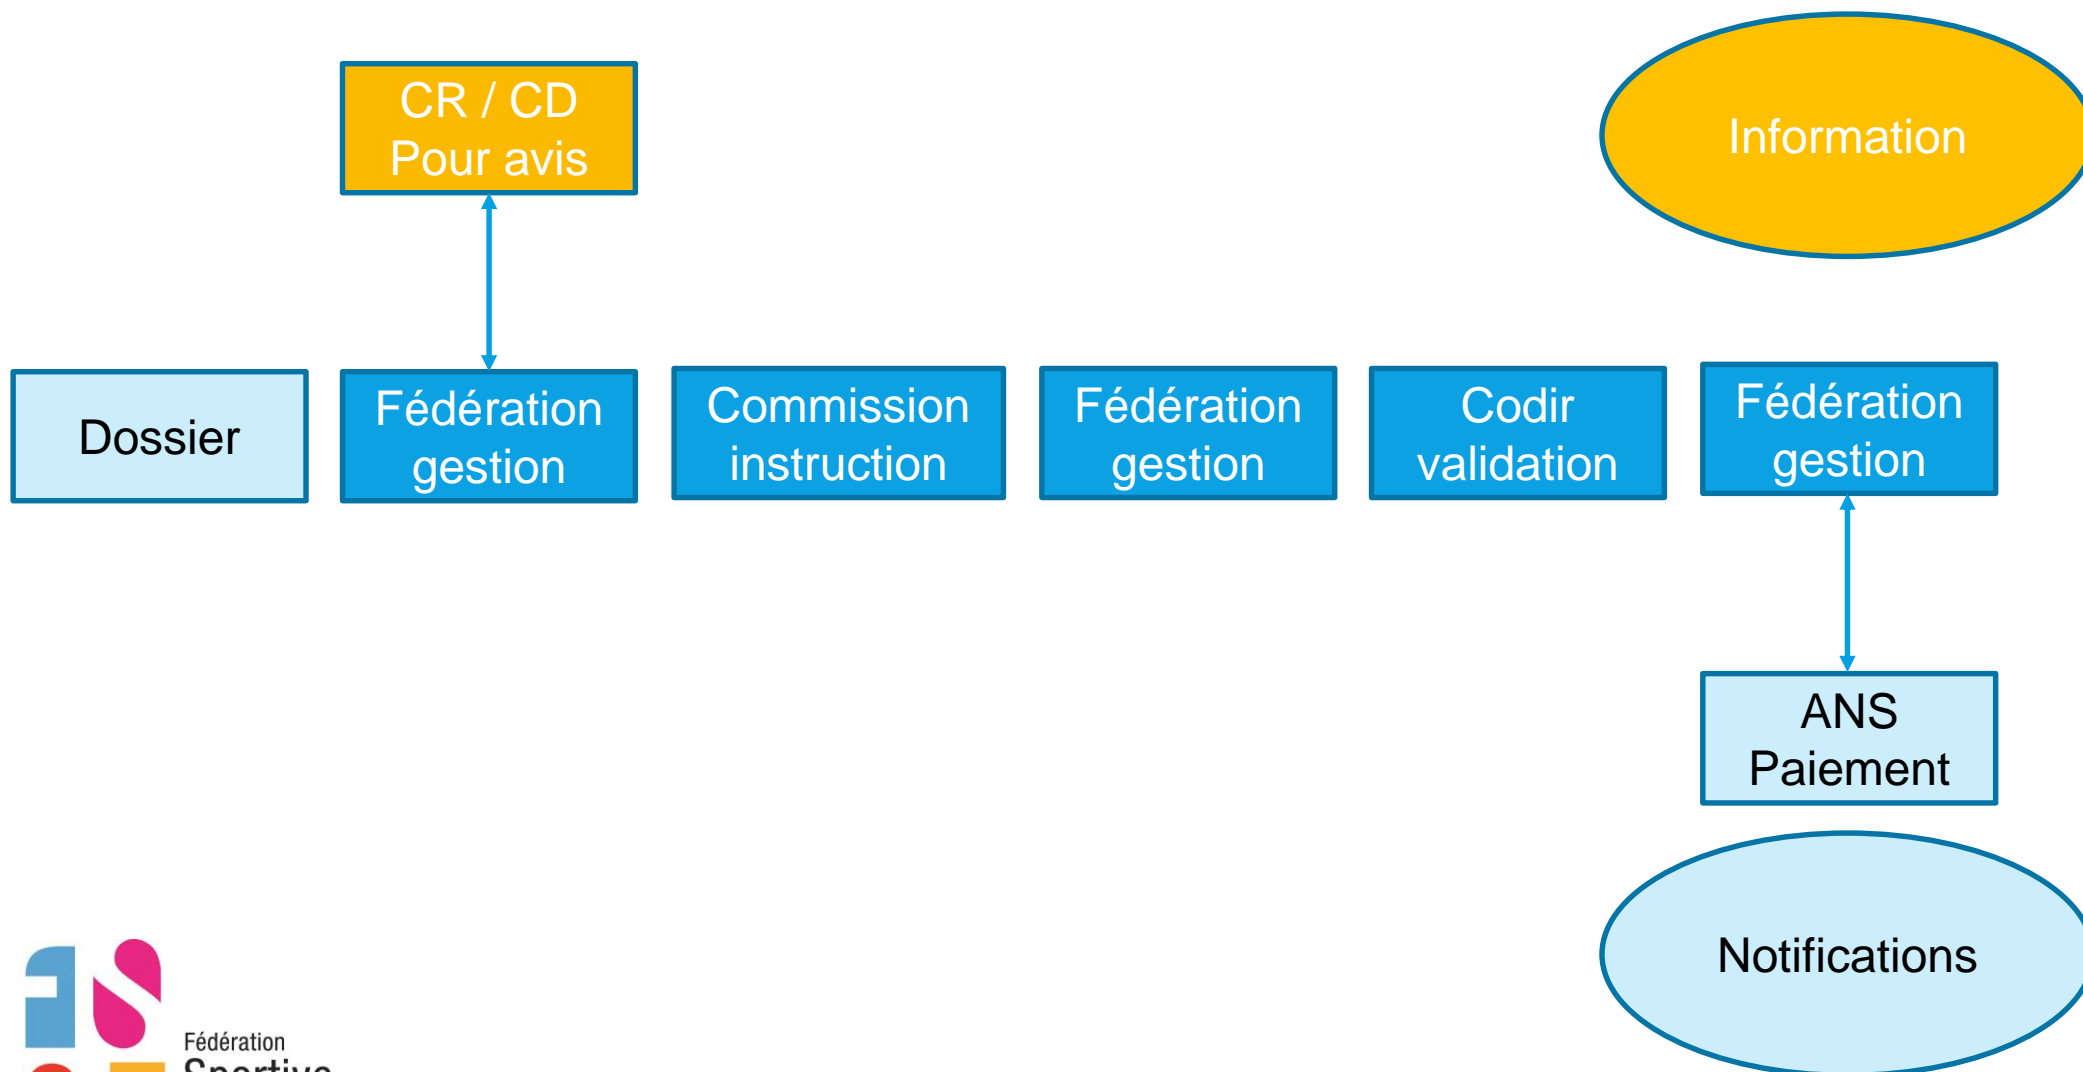 CR / CD
Pour avis
Information
Dossier
Fédération
gestion
Commission
instruction
Fédération
gestion
Codir
validation
Fédération
gestion
ANS
Paiement
Notifications
Fédération
Sportive